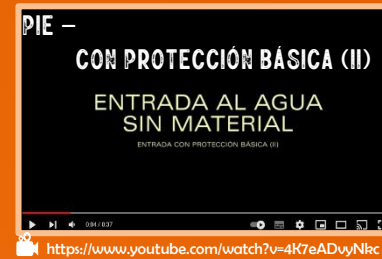 PIE –
CON PROTECCIÓN BÁSICA (II)
ENTRADA AL AGUA
SIN MATERIAL
ENTRADA CON PROTECCIÓN BÁSICA (II)
0:04 / 0:37
https://www.youtube.com/watch?v=4K7eADvyNkc